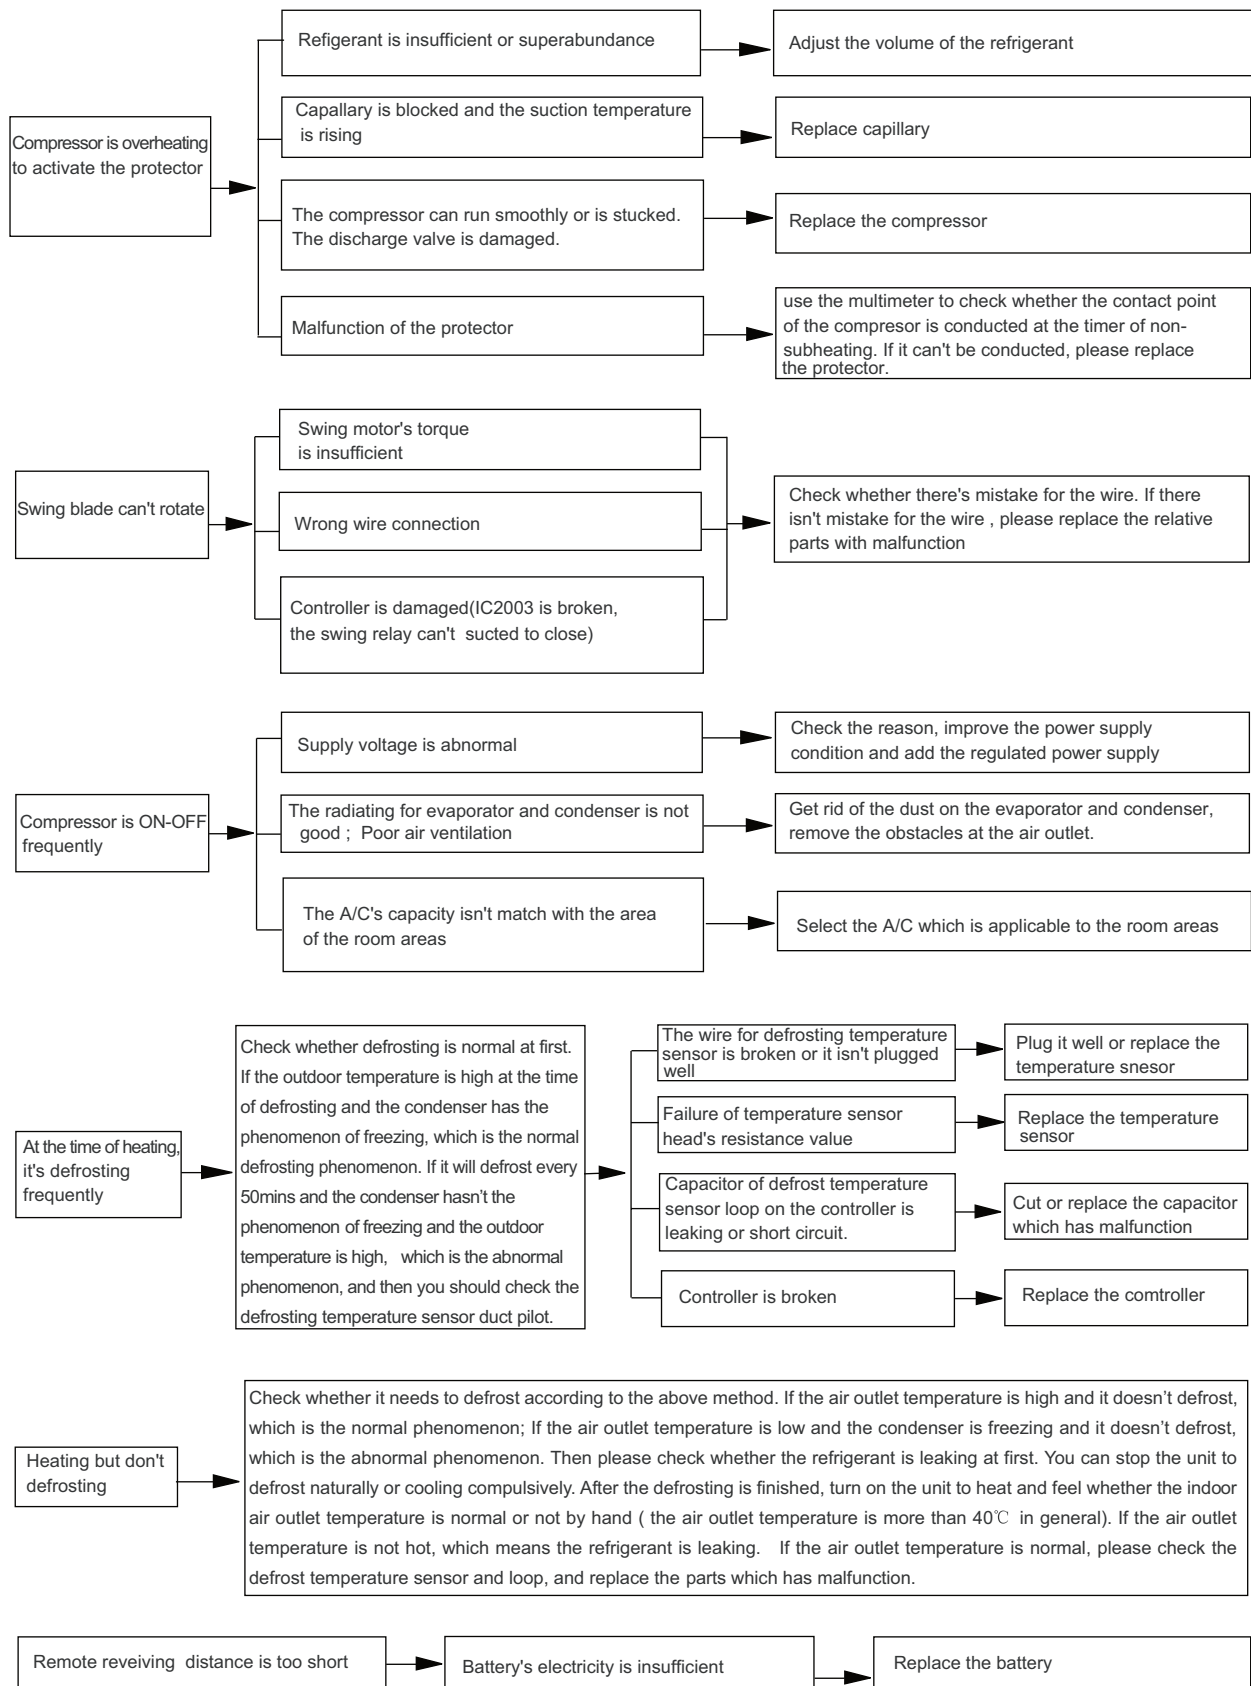 Refigerant is insufficient or superabundance
Adjust the volume of the refrigerant
Capallary is blocked and the suction temperature
is rising
Replace capillary
Compressor is overheating
to activate the protector
The compressor can run smoothly or is stucked.
The discharge valve is damaged.
Replace the compressor
Malfunction of the protector
use the multimeter to check whether the contact point
of the compresor is conducted at the timer of non-
subheating. If it can't be conducted, please replace
the protector.
Swing motor's torque
is insufficient
Swing blade can't rotate
Wrong wire connection
Check whether there's mistake for the wire. If there
isn't mistake for the wire , please replace the relative
parts with malfunction
Controller is damaged(IC2003 is broken,
the swing relay can't sucted to close)
Supply voltage is abnormal
Check the reason, improve the power supply
condition and add the regulated power supply
Compressor is ON-OFF
frequently
The radiating for evaporator and condenser is not
good ; Poor air ventilation
Get rid of the dust on the evaporator and condenser,
remove the obstacles at the air outlet.
The A/C's capacity isn't match with the area
of the room areas
Select the A/C which is applicable to the room areas
At the time of heating,
it's defrosting
frequently
Check whether defrosting is normal at first.
If the outdoor temperature is high at the time
of defrosting and the condenser has the
phenomenon of freezing, which is the normal
defrosting phenomenon. If it will defrost every
50mins and the condenser hasn't the
phenomenon of freezing and the outdoor
temperature is high, which is the abnormal
phenomenon, and then you should check the
defrosting temperature sensor duct pilot.
The wire for defrosting temperature
sensor is broken or it isn't plugged
well
Plug it well or replace the
temperature snesor
Failure of temperature sensor
head's resistance value
Replace the temperature
sensor
Capacitor of defrost temperature
sensor loop on the controller is
leaking or short circuit.
Cut or replace the capacitor
which has malfunction
Controller is broken
Replace the comtroller
Heating but don't
defrosting
Check whether it needs to defrost according to the above method. If the air outlet temperature is high and it doesn't defrost,
which is the normal phenomenon; If the air outlet temperature is low and the condenser is freezing and it doesn't defrost,
which is the abnormal phenomenon. Then please check whether the refrigerant is leaking at first. You can stop the unit to
defrost naturally or cooling compulsively. After the defrosting is finished, turn on the unit to heat and feel whether the indoor
air outlet temperature is normal or not by hand ( the air outlet temperature is more than 40℃ in general). If the air outlet
temperature is not hot, which means the refrigerant is leaking. If the air outlet temperature is normal, please check the
defrost temperature sensor and loop, and replace the parts which has malfunction.
Remote reveiving distance is too short
Battery's electricity is insufficient
Replace the battery